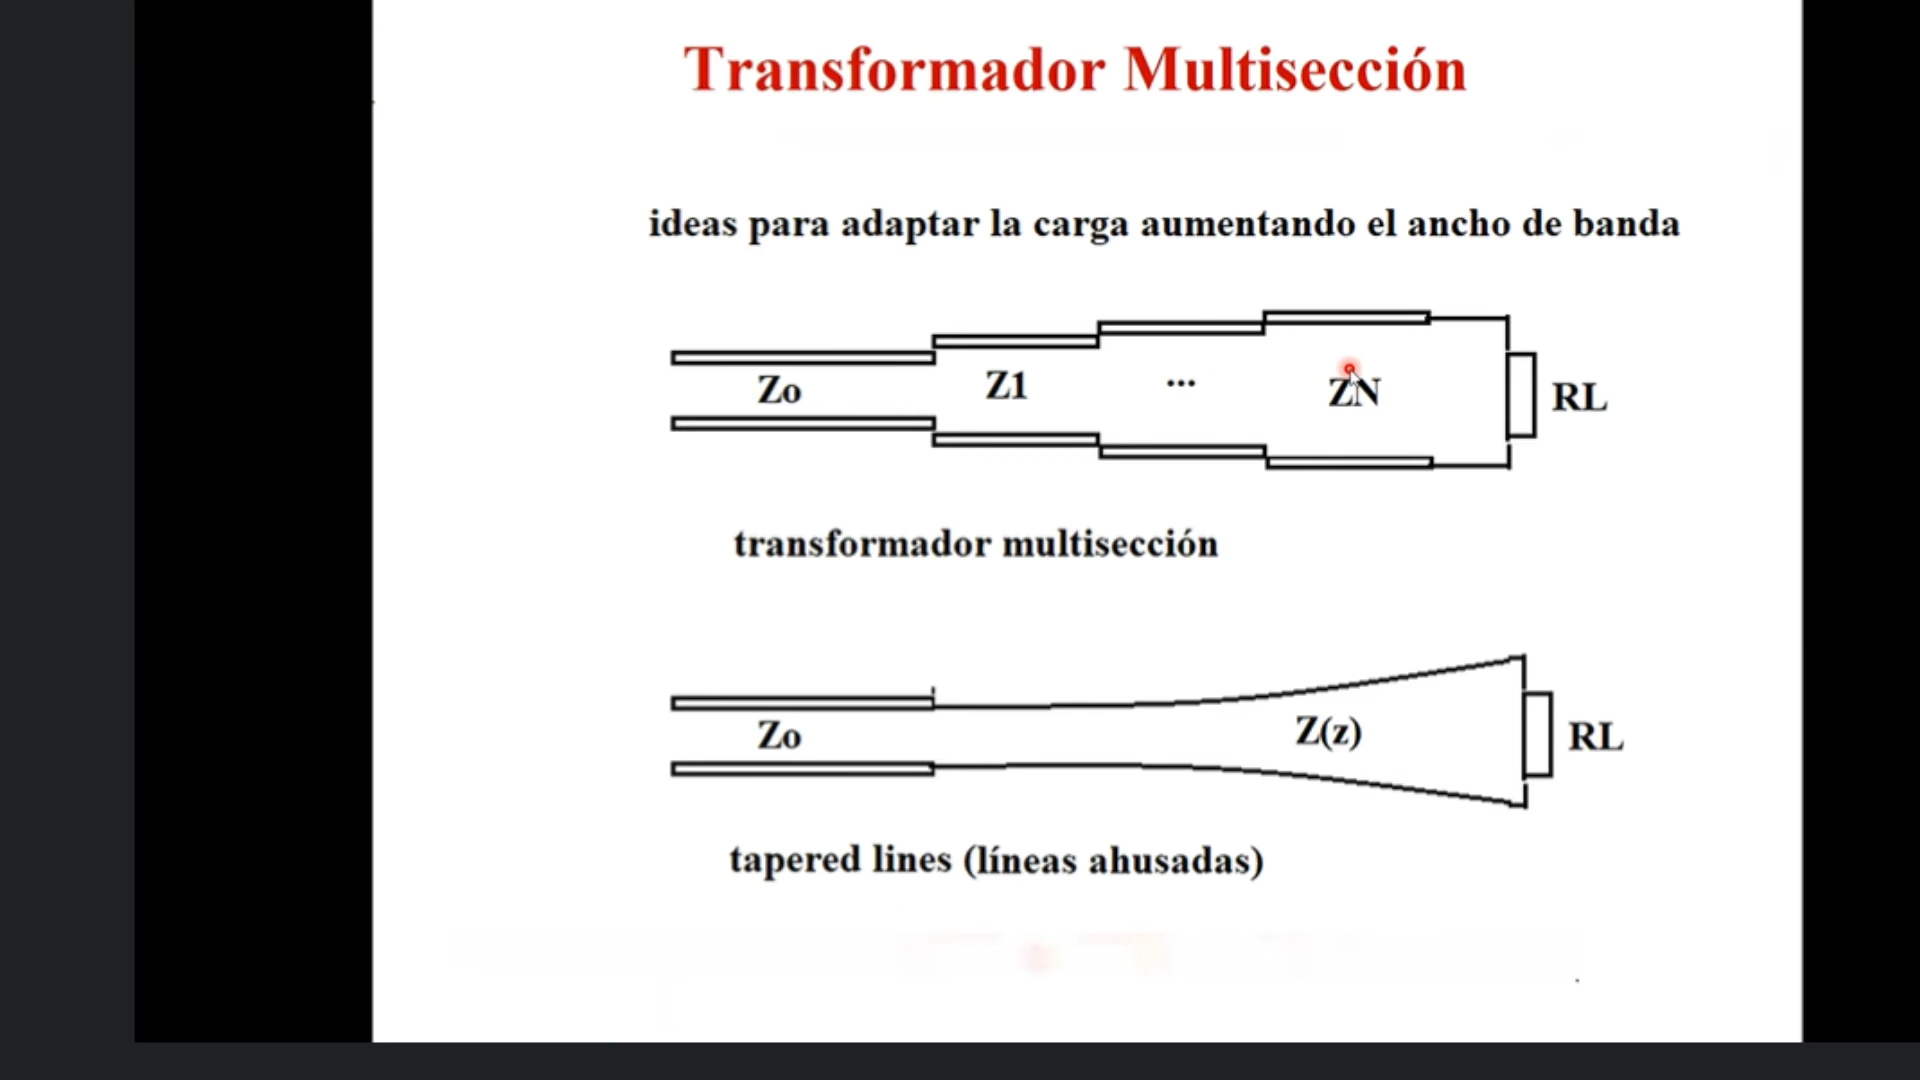 Transformador Multisección
ideas para adaptar la carga aumentando el ancho de banda
Zo Z1 ... ZN RL
transformador multisección
Zo Z(z) RL
tapered lines (líneas ahusadas)